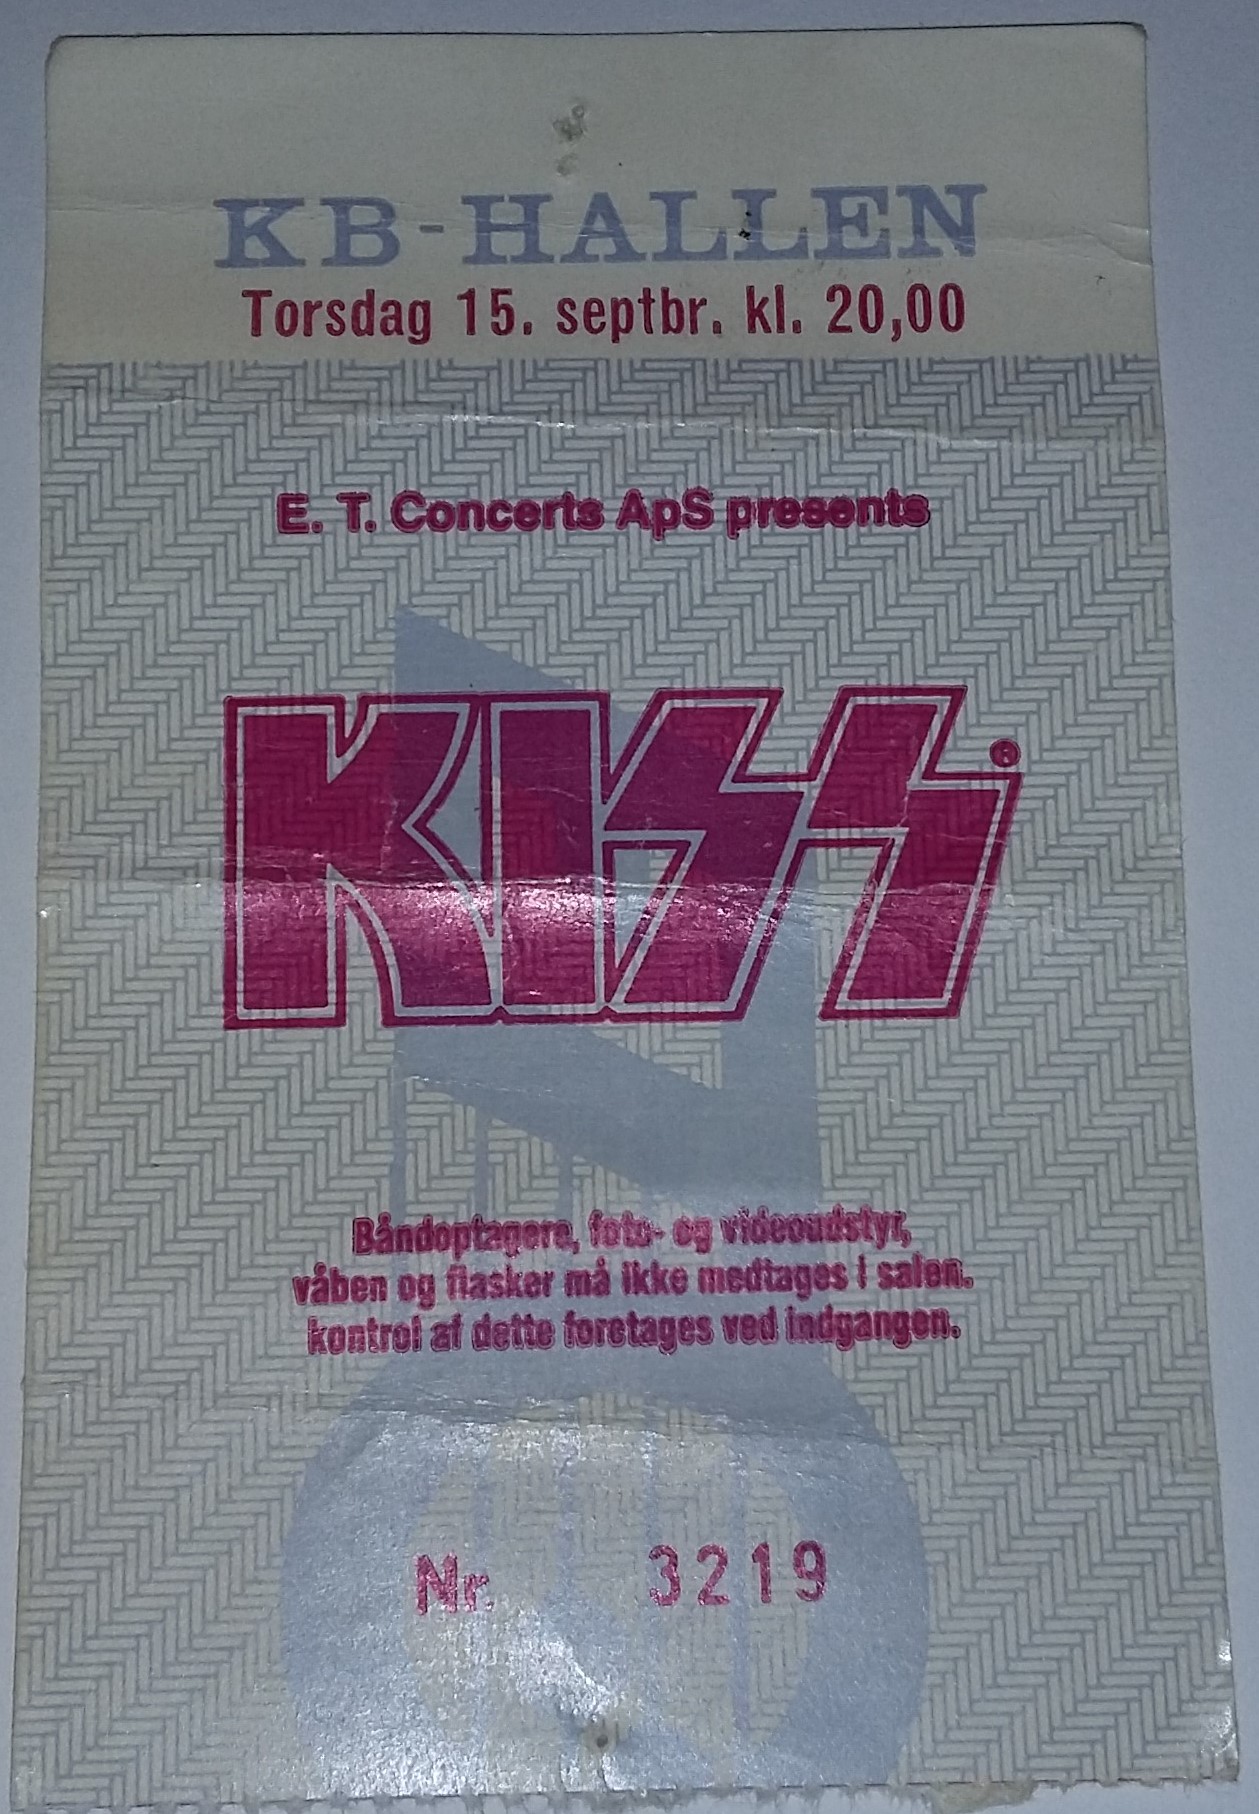 KB-HALLEN
Torsdag 15. septbr. kl. 20,00
E. T. Concerts ApS presents
KISS®
Båndoptagere, foto- og videoudstyr,
våben og flasker må ikke medtages i salen.
kontrol af dette foretages ved indgangen.
Nr. 3219